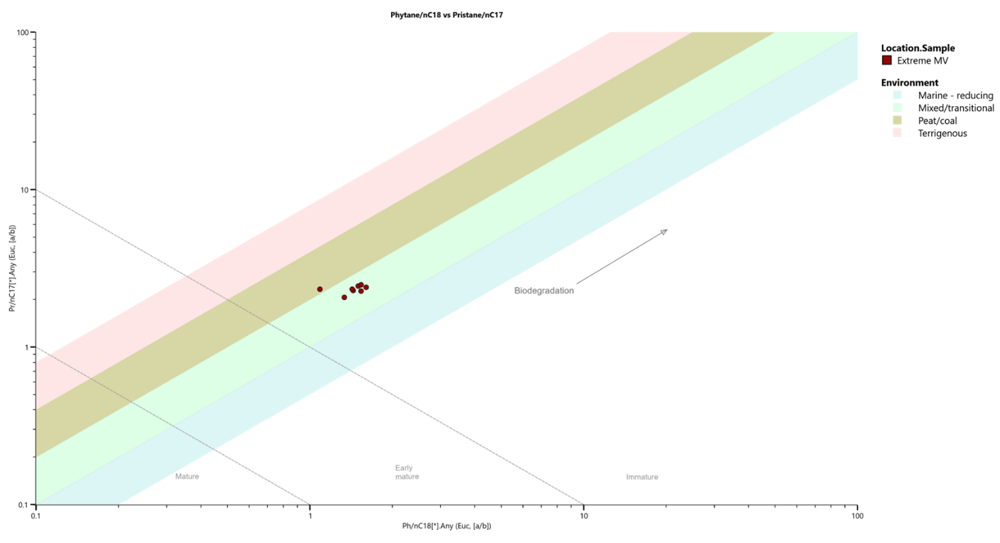 Phytane/nC18 vs Pristane/nC17
100
10
1
0.1
Pr/nC17[*].Any (Euc, [a/b])
0.1
1
10
100
Ph/nC18[*].Any (Euc, [a/b])
Biodegradation
Mature
Early
mature
Immature
Location.Sample
Extreme MV
Environment
Marine - reducing
Mixed/transitional
Peat/coal
Terrigenous